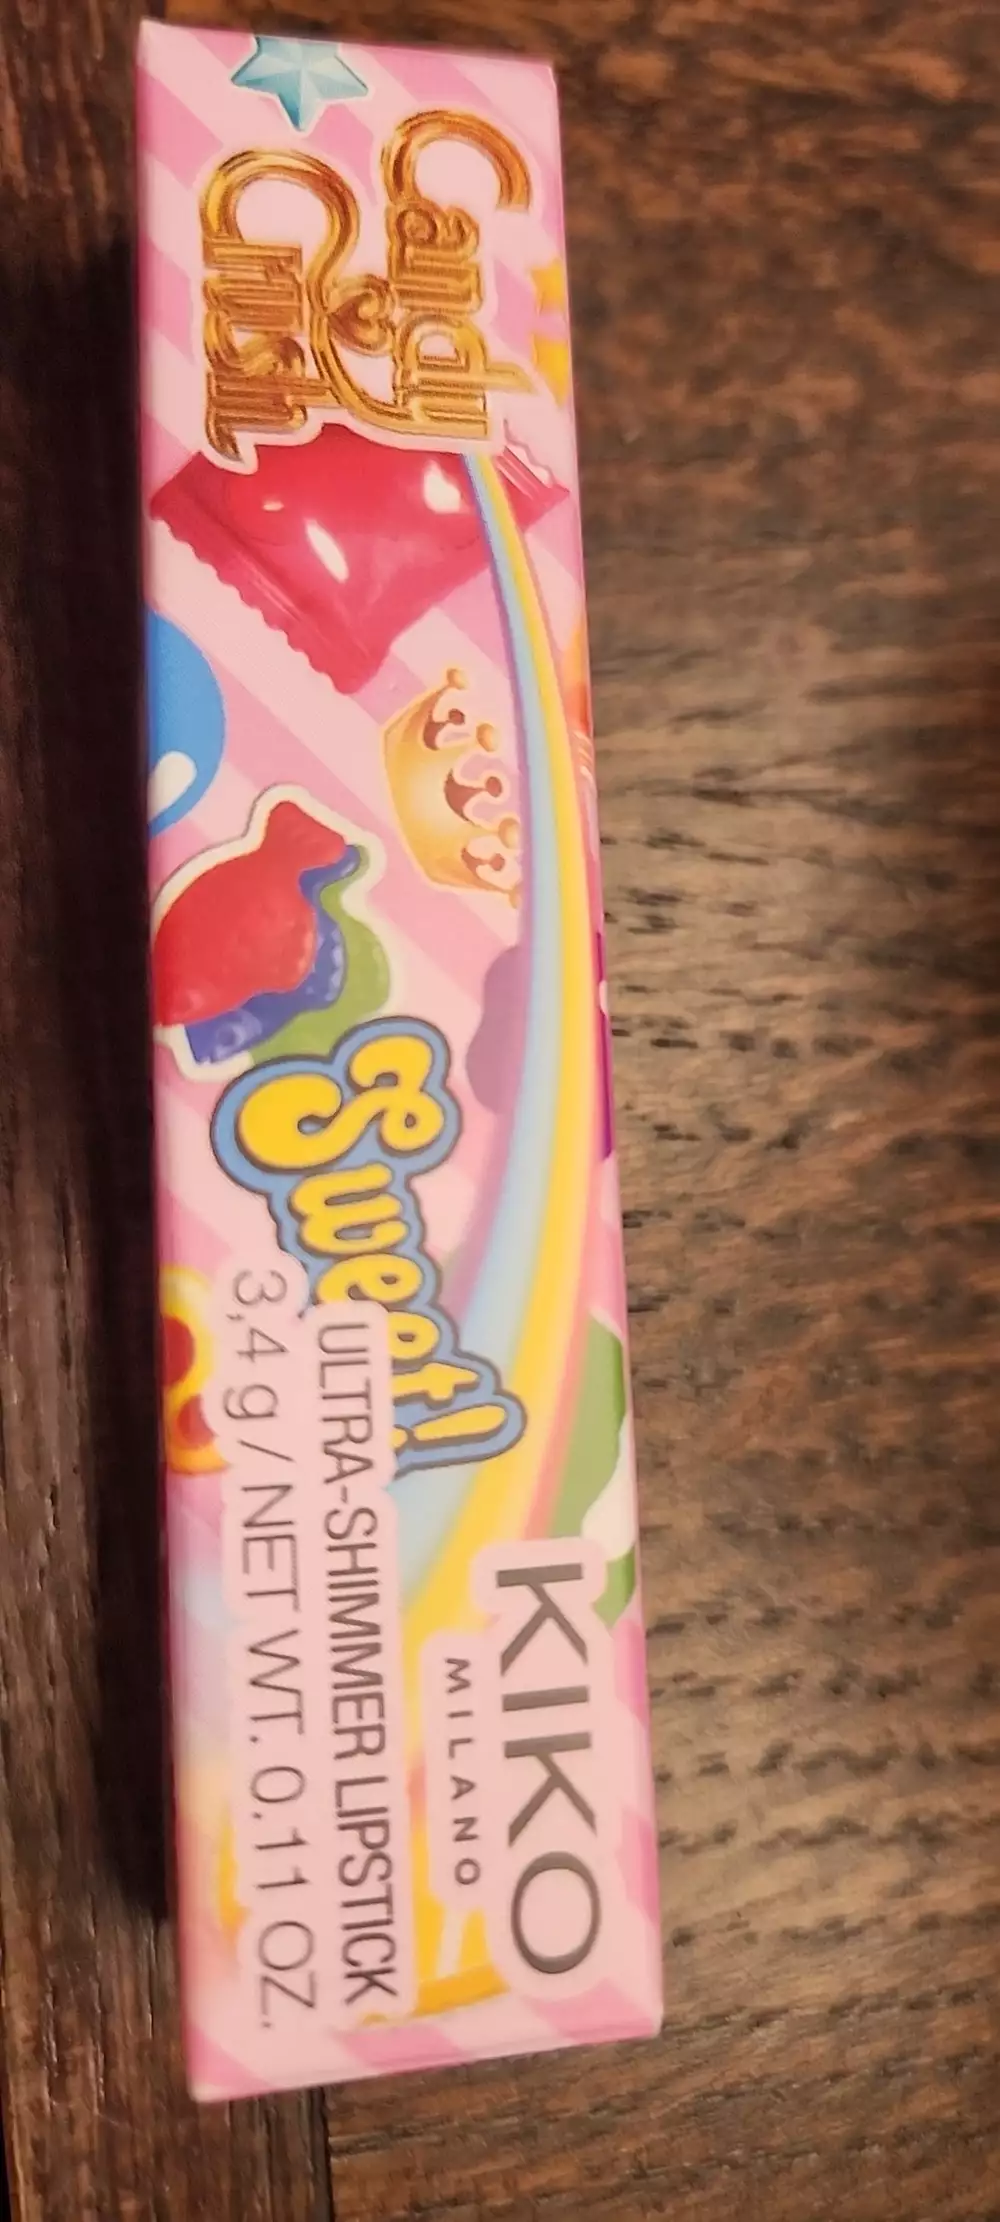 Candy
Crush
Sweet!
KIKO
MILANO
ULTRA-SHIMMER LIPSTICK
3,4 g / NET WT. 0.11 OZ.